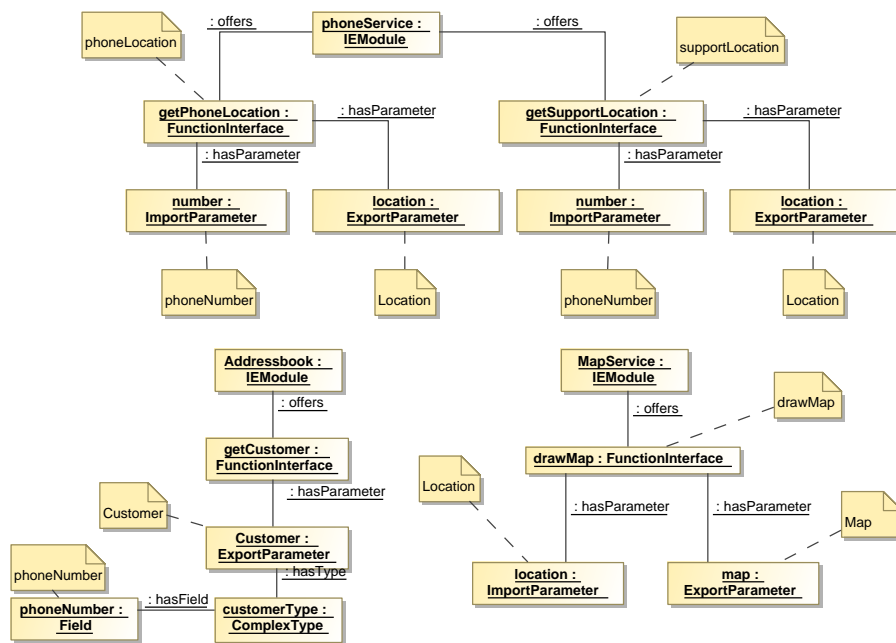 : offers
phoneService :
IEModule
: offers
phoneLocation
supportLocation
getPhoneLocation :
FunctionInterface
: hasParameter
getSupportLocation :
FunctionInterface
: hasParameter
: hasParameter
: hasParameter
number :
ImportParameter
location :
ExportParameter
number :
ImportParameter
location :
ExportParameter
phoneNumber
Location
phoneNumber
Location
Addressbook :
IEModule
MapService :
IEModule
: offers
: offers
drawMap
getCustomer :
FunctionInterface
drawMap : FunctionInterface
: hasParameter
Location
: hasParameter
: hasParameter
Customer
Map
Customer :
ExportParameter
: hasType
phoneNumber
location :
ImportParameter
map :
ExportParameter
phoneNumber :
Field
: hasField
customerType :
ComplexType